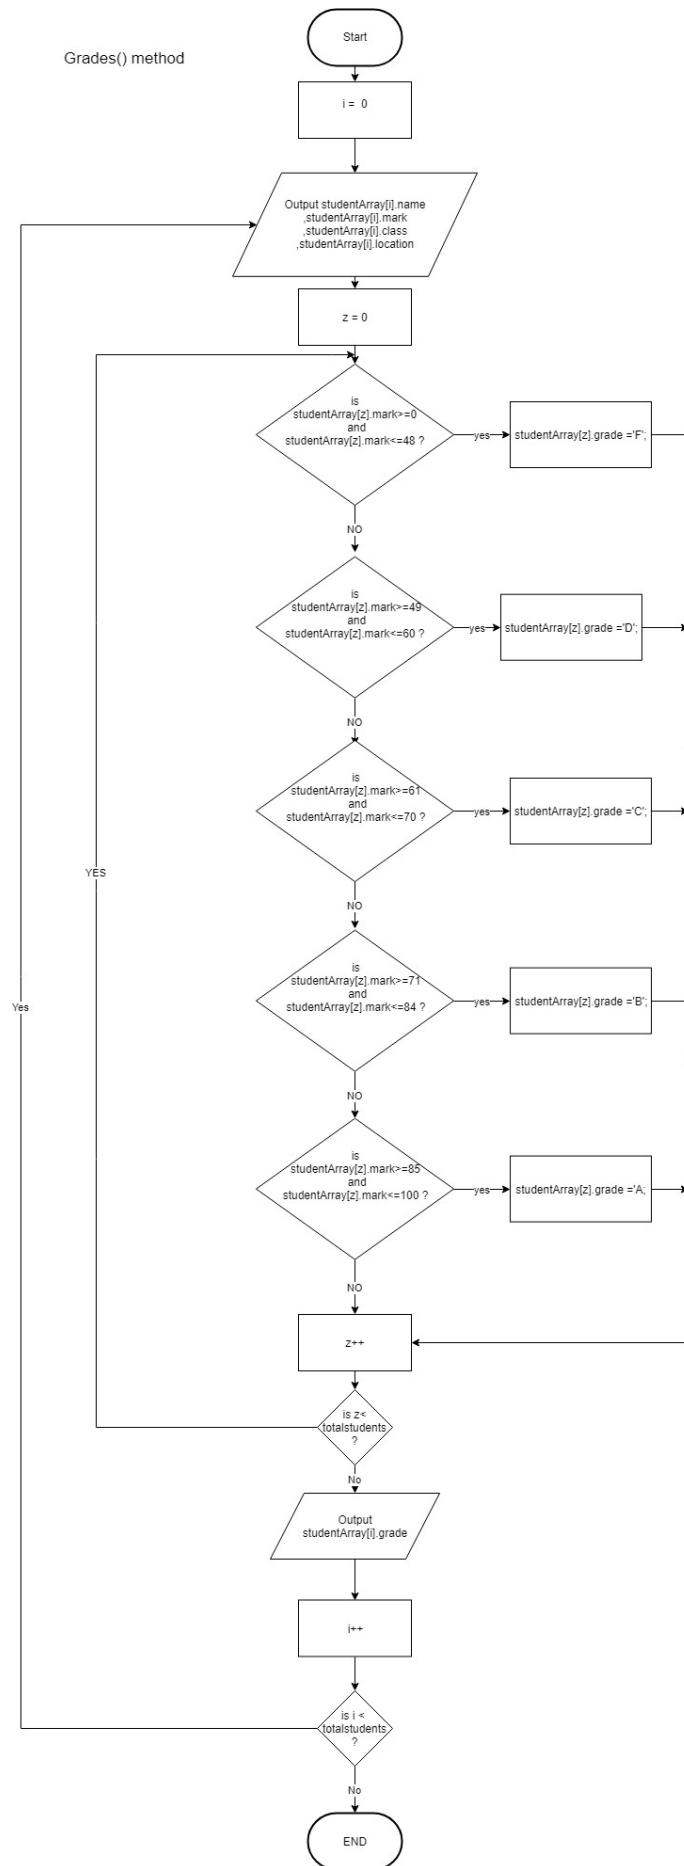 Start
Grades() method
i =  0
Output studentArray[i].name
,studentArray[i].mark
,studentArray[i].class
,studentArray[i].location
z = 0
is
studentArray[z].mark>=0
and
studentArray[z].mark<=48 ?
yes
studentArray[z].grade ='F';
NO
is
studentArray[z].mark>=49
and
studentArray[z].mark<=60 ?
yes
studentArray[z].grade ='D';
NO
is
studentArray[z].mark>=61
and
studentArray[z].mark<=70 ?
yes
studentArray[z].grade ='C';
YES
NO
is
studentArray[z].mark>=71
and
studentArray[z].mark<=84 ?
yes
studentArray[z].grade ='B';
Yes
NO
is
studentArray[z].mark>=85
and
studentArray[z].mark<=100 ?
yes
studentArray[z].grade ='A;
NO
z++
is z<
totalstudents
?
No
Output
studentArray[i].grade
i++
is i <
totalstudents
?
No
END